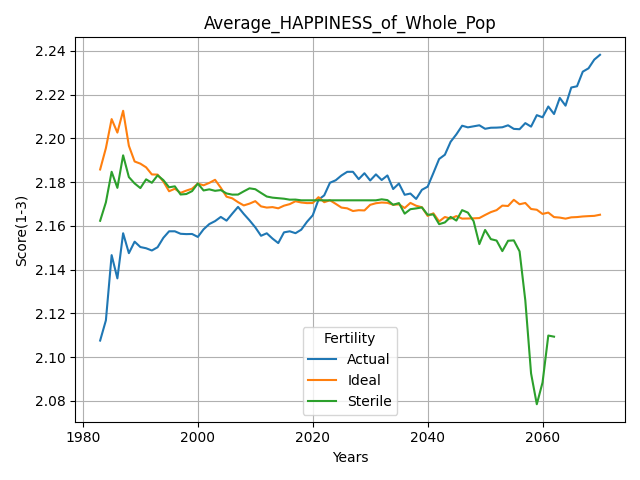 Average_HAPPINESS_of_Whole_Pop
Score(1-3)
2.24
2.22
2.20
2.18
2.16
2.14
2.12
2.10
2.08
Fertility
Actual
Ideal
Sterile
1980 2000 2020 2040 2060
Years